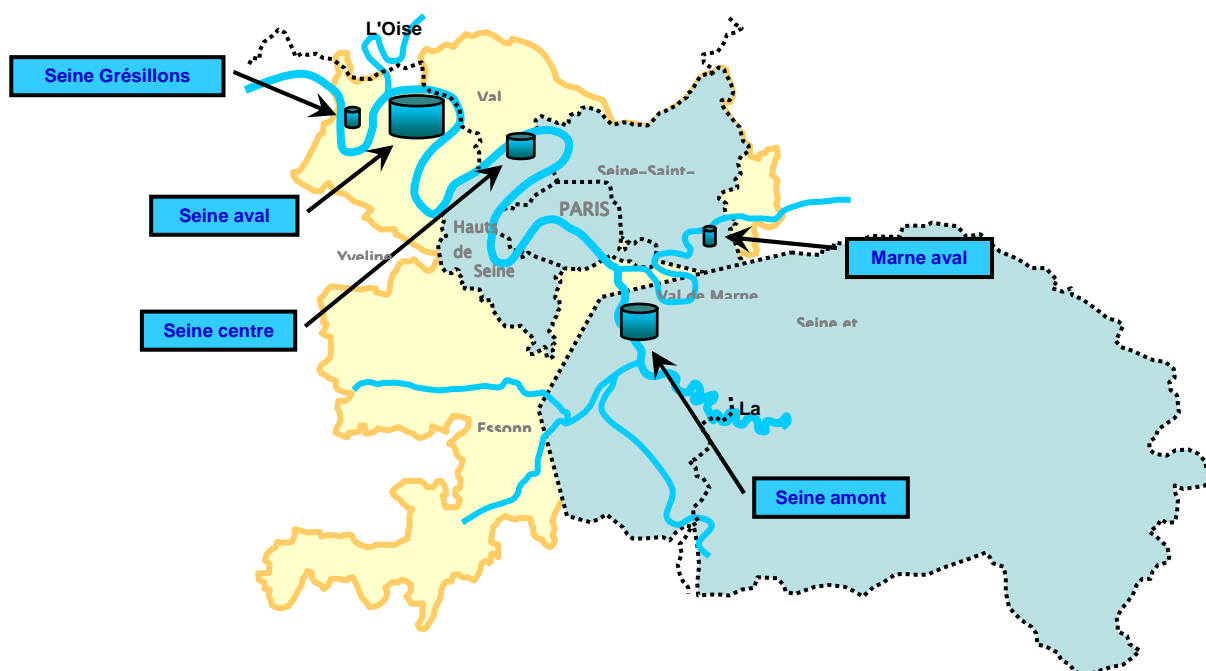 L'Oise
Seine Grésillons
Val
Seine-Saint-
Seine aval
PARIS
Hauts
de
Seine
Yveline
Marne aval
Val de Marne
Seine centre
Seine et
La
Essonn
Seine amont